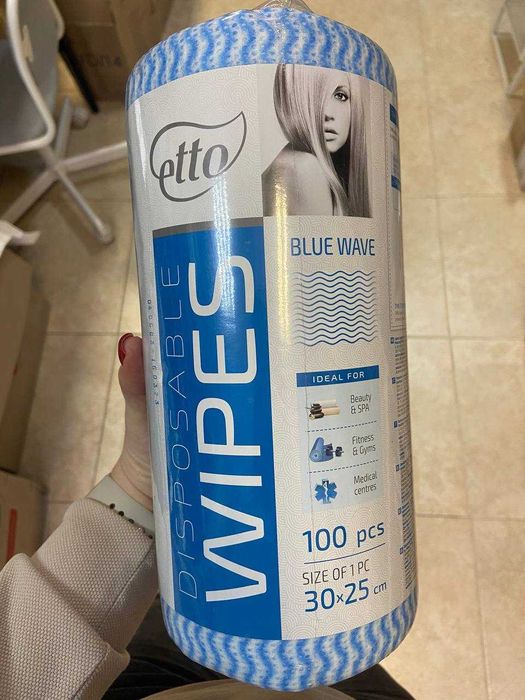 etto
DISPOSABLE
WIPES
BLUE WAVE
IDEAL FOR
Beauty
& SPA
Fitness
& Gyms
Medical
centres
100 pcs
SIZE OF 1 PC
30×25 cm